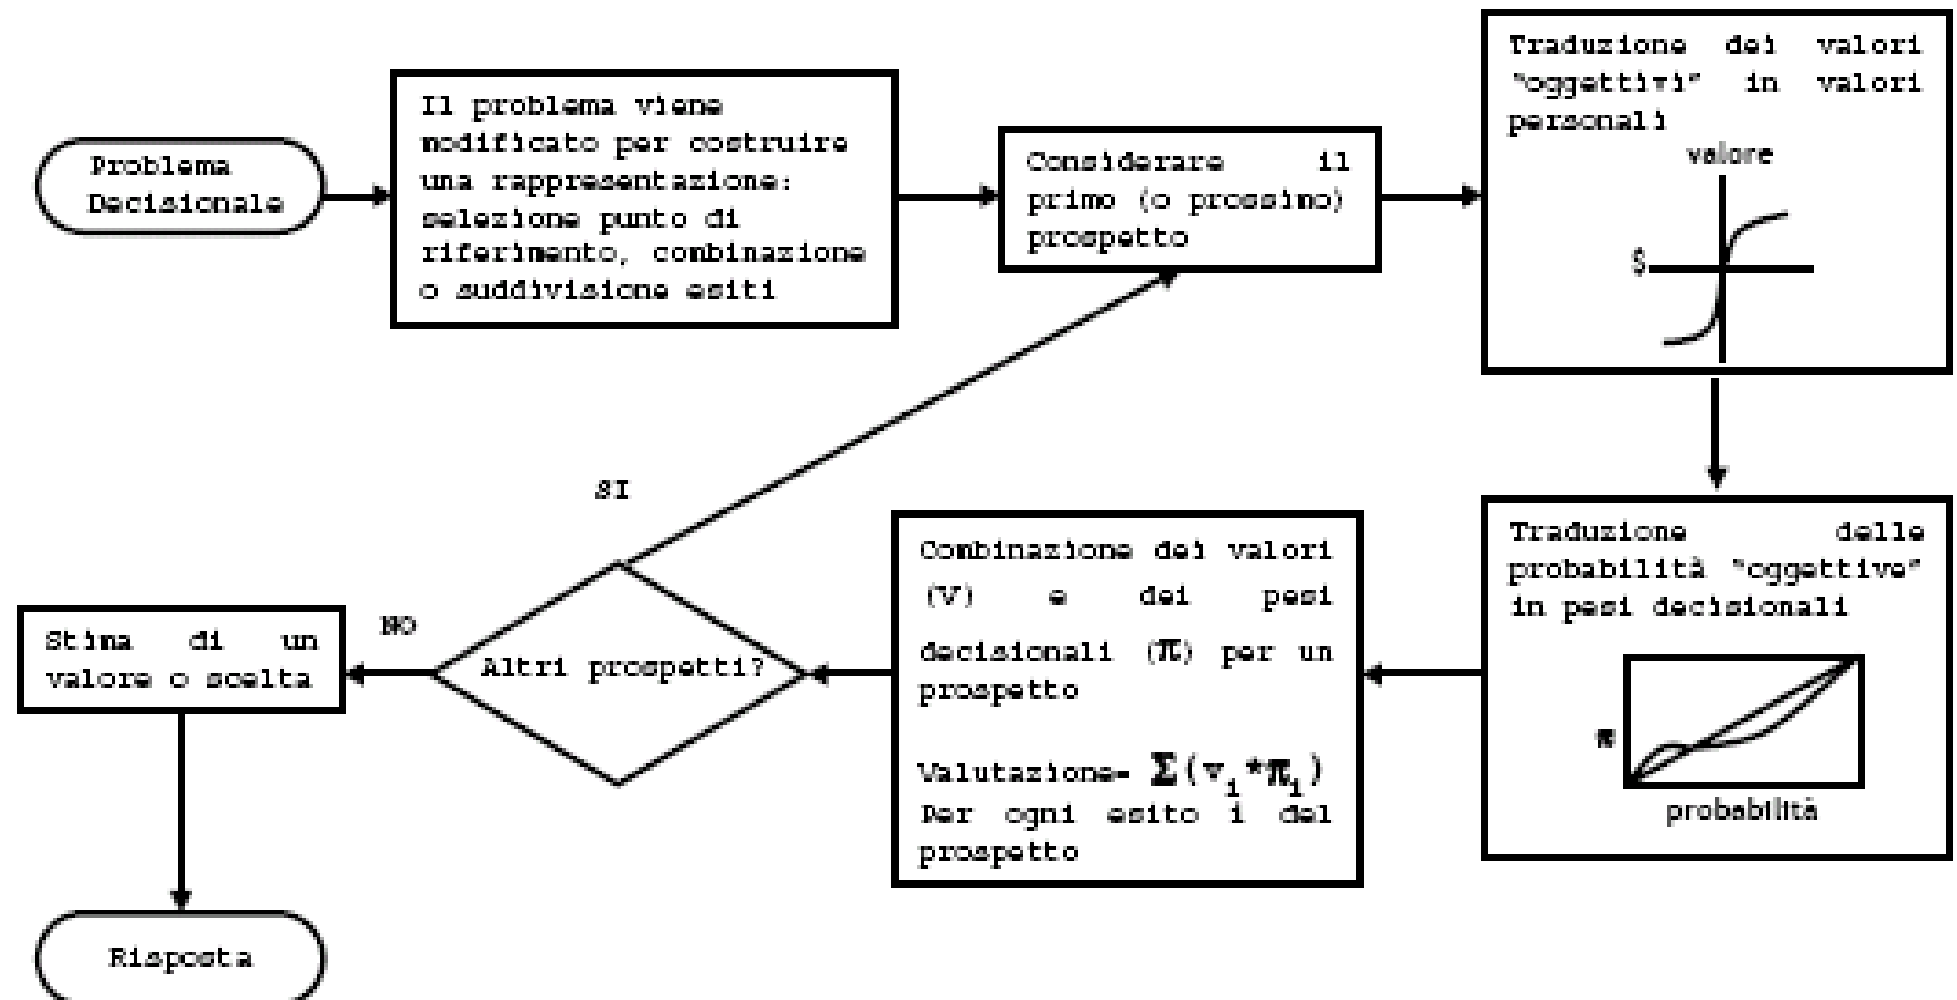 Problema
Decisionale
Il problema viene
modificato per costruire
una rappresentazione:
selezione punto di
riferimento, combinazione
o suddivisione esiti
Considerare il
primo (o prossimo)
prospetto
Traduzione dei valori
"oggettivi" in valori
personali
valore
$
Traduzione delle
probabilità "oggettive"
in pesi decisionali
π
probabilità
Combinazione dei valori
(V) e dei pesi
decisionali (π) per un
prospetto
Valutazione= Σ(vi*πi)
Per ogni esito i del
prospetto
Altri prospetti?
SI
NO
Stima di un
valore o scelta
Risposta